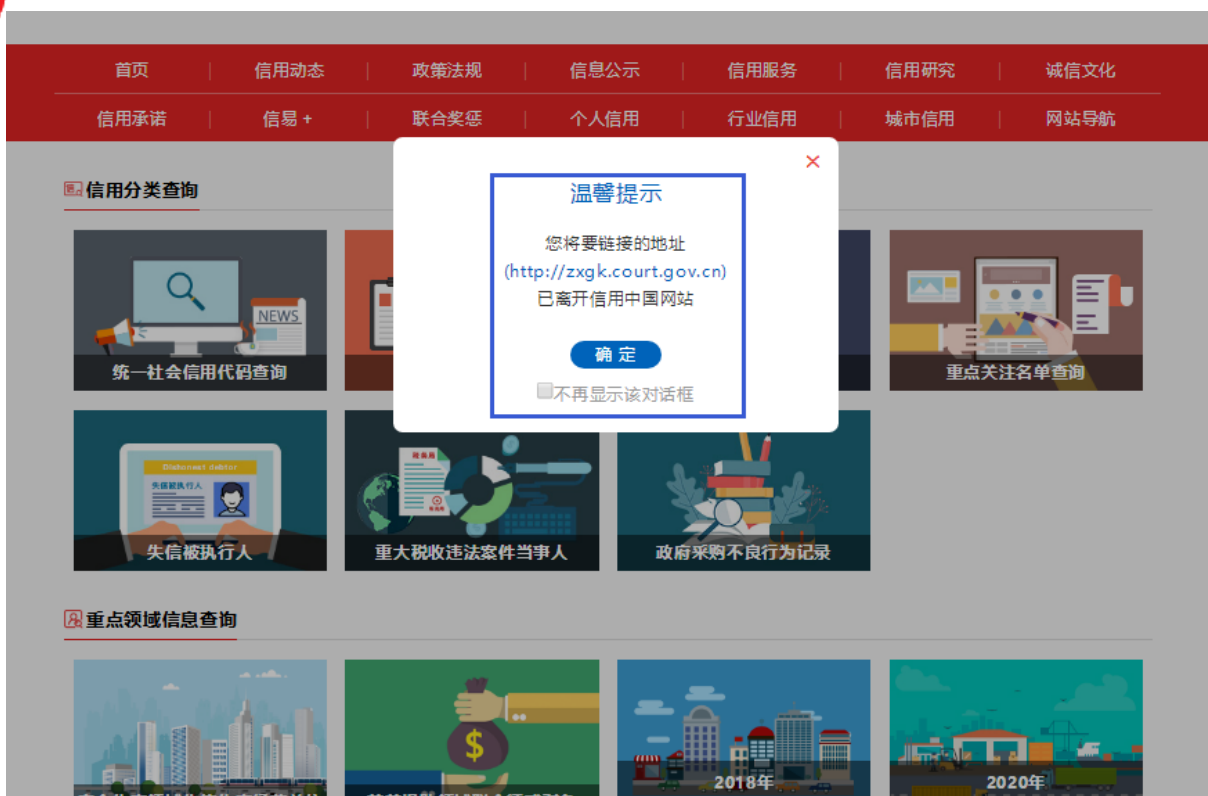 首页 信用动态 政策法规 信息公示 信用服务 信用研究 诚信文化
信用承诺 信易 + 联合奖惩 个人信用 行业信用 城市信用 网站导航
温馨提示
您将要链接的地址
(http://zxgk.court.gov.cn)
已离开信用中国网站
确 定
不再显示该对话框
信用分类查询
NEWS
统一社会信用代码查询
重点关注名单查询
Dishonest debtor
失信被执行人
失信被执行人
重大税收违法案件当事人
政府采购不良行为记录
重点领域信息查询
2018年
2020年